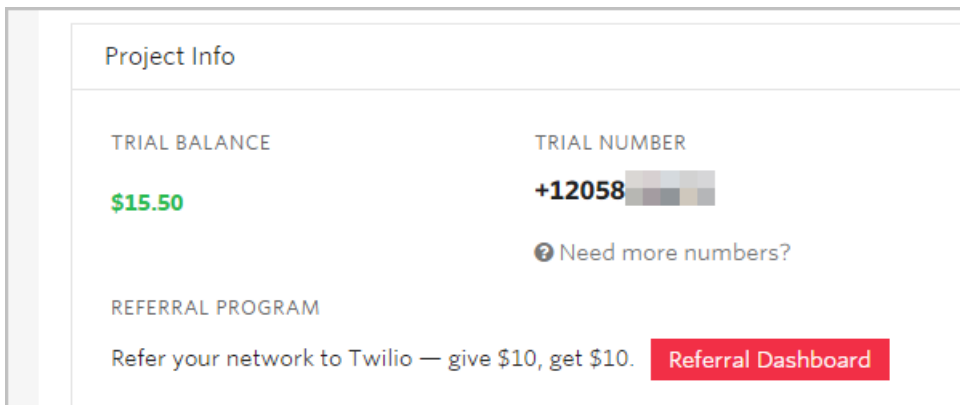 Project Info
TRIAL BALANCE
$15.50
TRIAL NUMBER
+12058
Need more numbers?
REFERRAL PROGRAM
Refer your network to Twilio — give $10, get $10.
Referral Dashboard